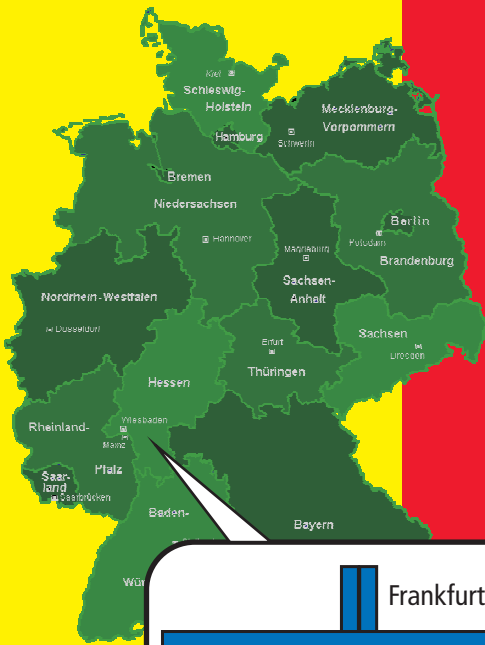 Kiel
Schleswig-
Holstein
Mecklenburg-
Vorpommern
Hamburg
Schwerin
Bremen
Niedersachsen
Berlin
Potsdam
Hannover
Magdeburg
Brandenburg
Sachsen-
Anhalt
Nordrhein-Westfalen
Düsseldorf
Sachsen
Erfurt
Dresden
Thüringen
Hessen
Wiesbaden
Rheinland-
Mainz
Pfalz
Saar-
land
Saarbrücken
Baden-
Bayern
Wür
Frankfurt